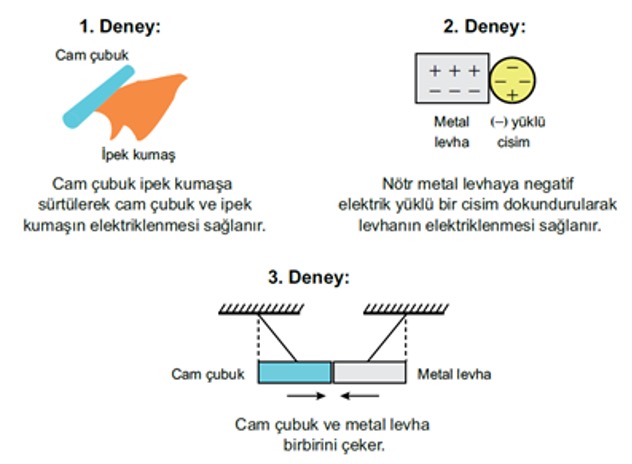 1. Deney:
Cam çubuk
İpek kumaş
Cam çubuk ipek kumaşa
sürtülerek cam çubuk ve ipek
kumaşın elektriklenmesi sağlanır.
2. Deney:
+ + +
− − −
−
− −
+
Metal
levha
(−) yüklü
cisim
Nötr metal levhaya negatif
elektrik yüklü bir cisim dokundurularak
levhanın elektriklenmesi sağlanır.
3. Deney:
Cam çubuk
Metal levha
Cam çubuk ve metal levha
birbirini çeker.